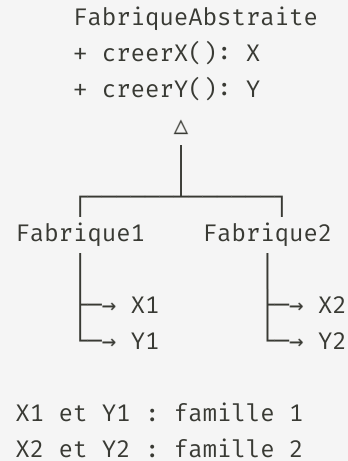 FabriqueAbstraite
+ creerX(): X
+ creerY(): Y
Fabrique1 Fabrique2
→ X1 → X2
→ Y1 → Y2
X1 et Y1 : famille 1
X2 et Y2 : famille 2